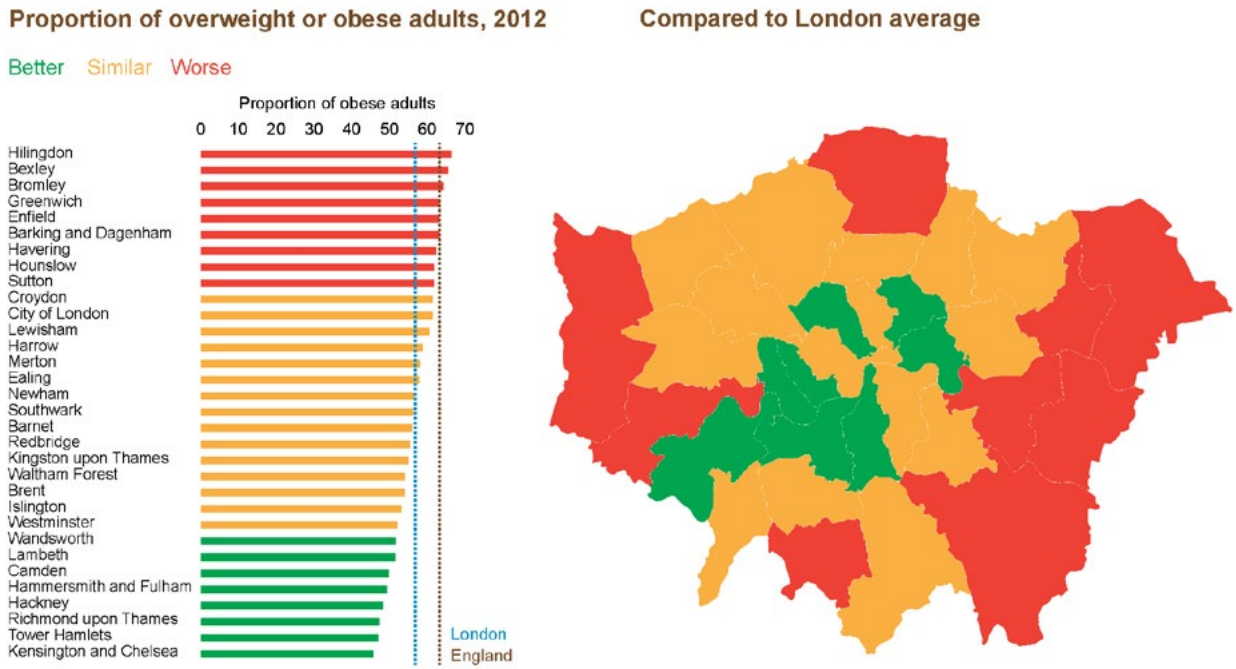 Proportion of overweight or obese adults, 2012
Compared to London average
Better Similar Worse
Proportion of obese adults
0 10 20 30 40 50 60 70
Hilingdon
Bexley
Bromley
Greenwich
Enfield
Barking and Dagenham
Havering
Hounslow
Sutton
Croydon
City of London
Lewisham
Harrow
Merton
Ealing
Newham
Southwark
Barnet
Redbridge
Kingston upon Thames
Waltham Forest
Brent
Islington
Westminster
Wandsworth
Lambeth
Camden
Hammersmith and Fulham
Hackney
Richmond upon Thames
Tower Hamlets
Kensington and Chelsea
London
England